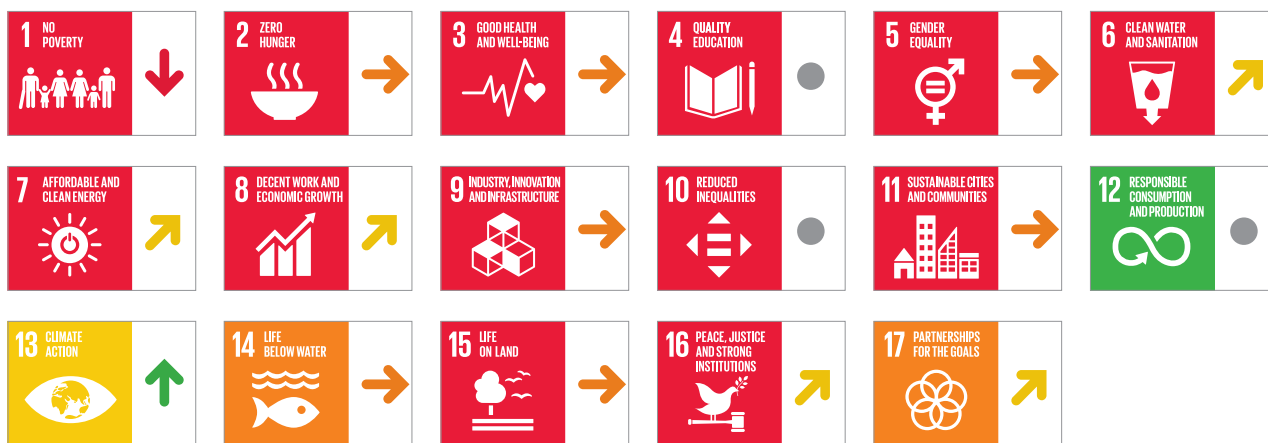 1 NO
POVERTY
2 ZERO
HUNGER
3 GOOD HEALTH
AND WELL-BEING
4 QUALITY
EDUCATION
5 GENDER
EQUALITY
6 CLEAN WATER
AND SANITATION
7 AFFORDABLE AND
CLEAN ENERGY
8 DECENT WORK AND
ECONOMIC GROWTH
9 INDUSTRY, INNOVATION
AND INFRASTRUCTURE
10 REDUCED
INEQUALITIES
11 SUSTAINABLE CITIES
AND COMMUNITIES
12 RESPONSIBLE
CONSUMPTION
AND PRODUCTION
13 CLIMATE
ACTION
14 LIFE
BELOW WATER
15 LIFE
ON LAND
16 PEACE, JUSTICE
AND STRONG
INSTITUTIONS
17 PARTNERSHIPS
FOR THE GOALS